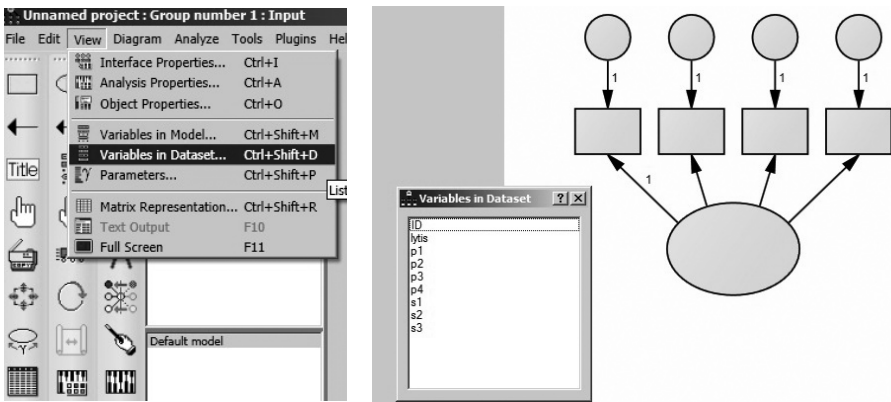 Unnamed project : Group number 1 : Input
File Edit View Diagram Analyze Tools Plugins Hel
Interface Properties... Ctrl+I
Analysis Properties... Ctrl+A
Object Properties... Ctrl+O
Variables in Model... Ctrl+Shift+M
Variables in Dataset... Ctrl+Shift+D
Parameters... Ctrl+Shift+P
List
Matrix Representation... Ctrl+Shift+R
Text Output F10
Full Screen F11
Title
Default model
1 1 1 1
1
Variables in Dataset
ID
lytis
p1
p2
p3
p4
s1
s2
s3